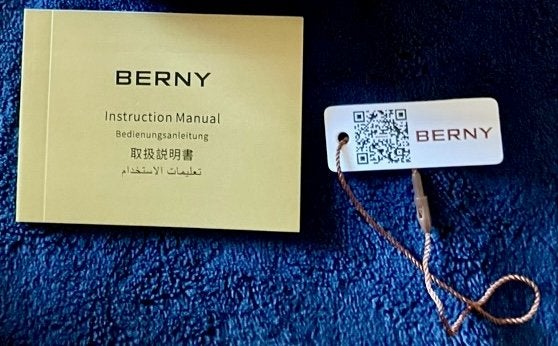 BERNY
Instruction Manual
Bedienungsanleitung
取扱説明書
تعليمات الاستخدام
BERNY